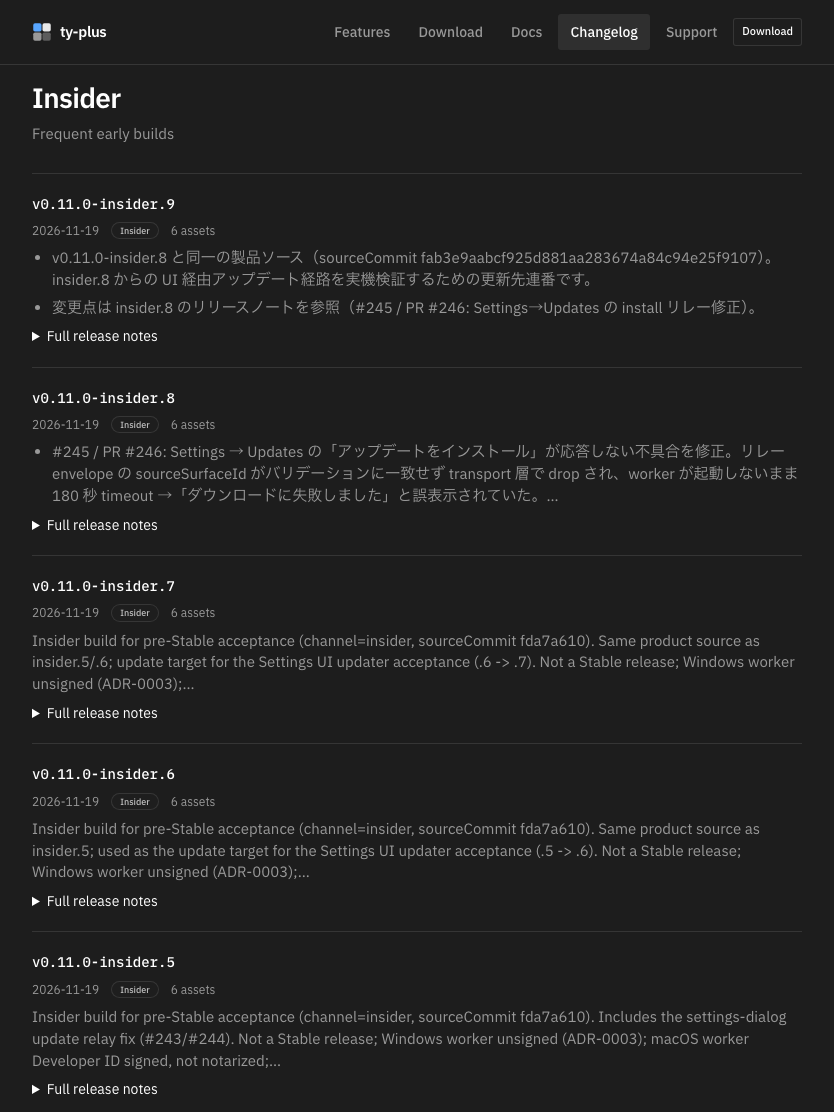 ty-plus
Features
Download
Docs
Changelog
Support
Download
Insider
Frequent early builds
v0.11.0-insider.9
2026-11-19 Insider 6 assets
• v0.11.0-insider.8 と同一の製品ソース（sourceCommit fab3e9aabcf925d881aa283674a84c94e25f9107）。
insider.8 からの UI 経由アップデート経路を実機検証するための更新先連番です。
• 変更点は insider.8 のリリースノートを参照（#245 / PR #246: Settings→Updates の install リレー修正）。
▶ Full release notes
v0.11.0-insider.8
2026-11-19 Insider 6 assets
• #245 / PR #246: Settings → Updates の「アップデートをインストール」が応答しない不具合を修正。リレー
envelope の sourceSurfaceId がバリデーションに一致せず transport 層で drop され、worker が起動しないまま
180 秒 timeout →「ダウンロードに失敗しました」と誤表示されていた。...
▶ Full release notes
v0.11.0-insider.7
2026-11-19 Insider 6 assets
Insider build for pre-Stable acceptance (channel=insider, sourceCommit fda7a610). Same product source as
insider.5/.6; update target for the Settings UI updater acceptance (.6 -> .7). Not a Stable release; Windows worker
unsigned (ADR-0003);...
▶ Full release notes
v0.11.0-insider.6
2026-11-19 Insider 6 assets
Insider build for pre-Stable acceptance (channel=insider, sourceCommit fda7a610). Same product source as
insider.5; used as the update target for the Settings UI updater acceptance (.5 -> .6). Not a Stable release;
Windows worker unsigned (ADR-0003);...
▶ Full release notes
v0.11.0-insider.5
2026-11-19 Insider 6 assets
Insider build for pre-Stable acceptance (channel=insider, sourceCommit fda7a610). Includes the settings-dialog
update relay fix (#243/#244). Not a Stable release; Windows worker unsigned (ADR-0003); macOS worker
Developer ID signed, not notarized;...
▶ Full release notes